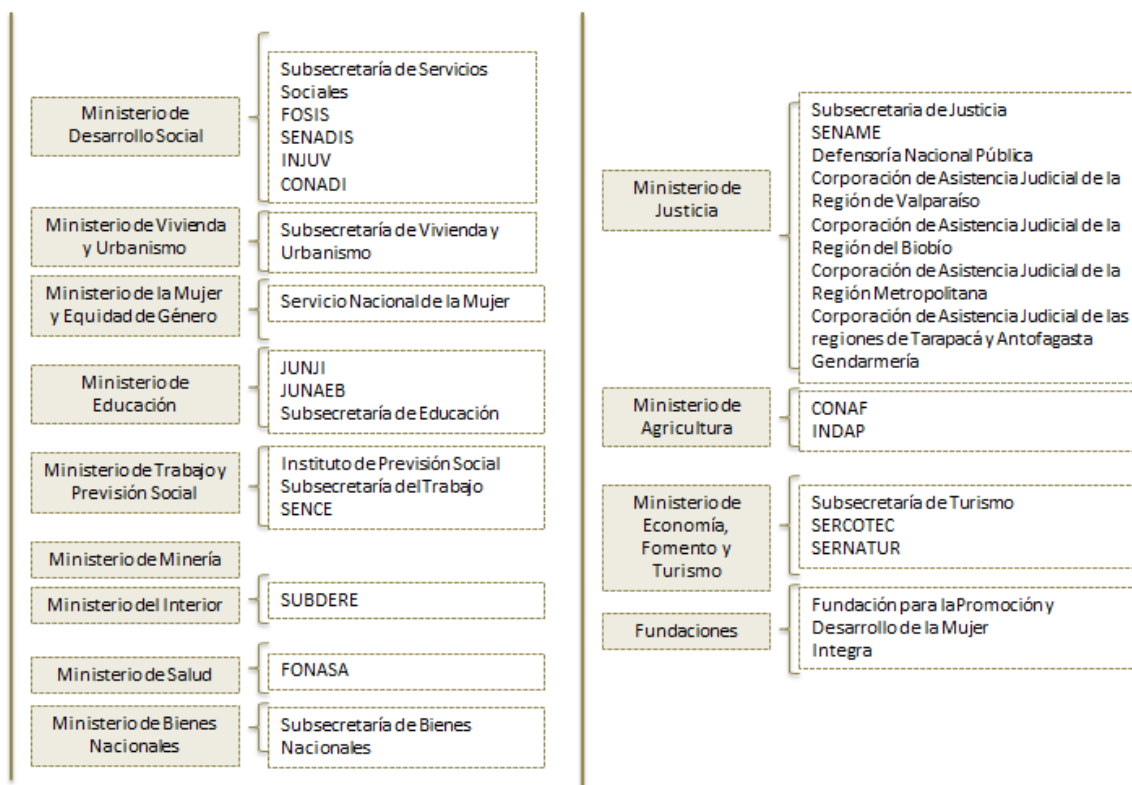 Ministerio de
Desarrollo Social
Subsecretaría de Servicios
Sociales
FOSIS
SENADIS
INJUV
CONADI
Ministerio de Vivienda
y Urbanismo
Subsecretaría de Vivienda y
Urbanismo
Ministerio de la Mujer
y Equidad de Género
Servicio Nacional de la Mujer
Ministerio de
Educación
JUNJI
JUNAEB
Subsecretaría de Educación
Ministerio de Trabajo y
Previsión Social
Instituto de Previsión Social
Subsecretaría del Trabajo
SENCE
Ministerio de Minería
Ministerio del Interior
SUBDERE
Ministerio de Salud
FONASA
Ministerio de Bienes
Nacionales
Subsecretaría de Bienes
Nacionales
Ministerio de
Justicia
Subsecretaria de Justicia
SENAME
Defensoría Nacional Pública
Corporación de Asistencia Judicial de la
Región de Valparaíso
Corporación de Asistencia Judicial de la
Región del Biobío
Corporación de Asistencia Judicial de la
Región Metropolitana
Corporación de Asistencia Judicial de las
regiones de Tarapacá y Antofagasta
Gendarmería
Ministerio de
Agricultura
CONAF
INDAP
Ministerio de
Economía,
Fomento y
Turismo
Subsecretaría de Turismo
SERCOTEC
SERNATUR
Fundaciones
Fundación para la Promoción y
Desarrollo de la Mujer
Integra